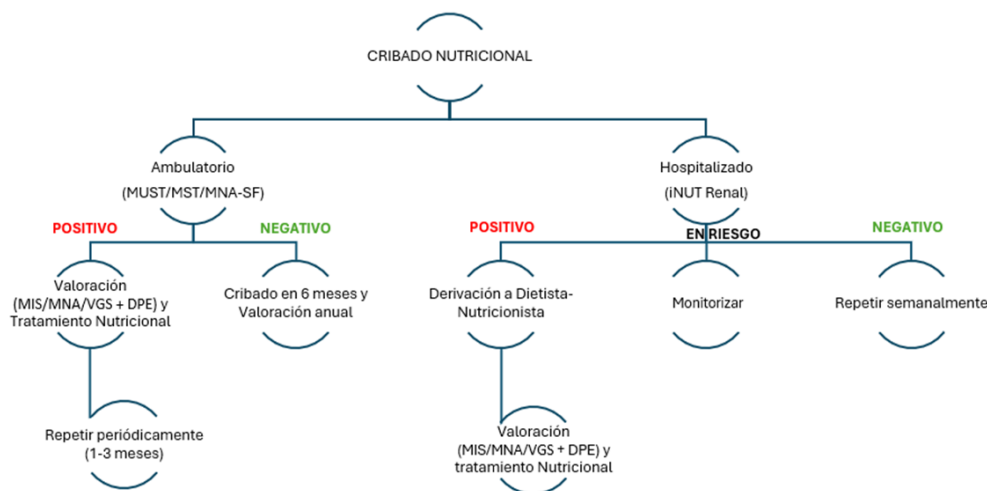 CRIBADO NUTRICIONAL
Ambulatorio
(MUST/MST/MNA-SF)
Hospitalizado
(iNUT Renal)
POSITIVO
NEGATIVO
POSITIVO
EN RIESGO
NEGATIVO
Valoración
(MIS/MNA/VGS + DPE) y
Tratamiento Nutricional
Cribado en 6 meses y
Valoración anual
Derivación a Dietista-
Nutricionista
Monitorizar
Repetir semanalmente
Repetir periódicamente
(1-3 meses)
Valoración
(MIS/MNA/VGS + DPE) y
tratamiento Nutricional